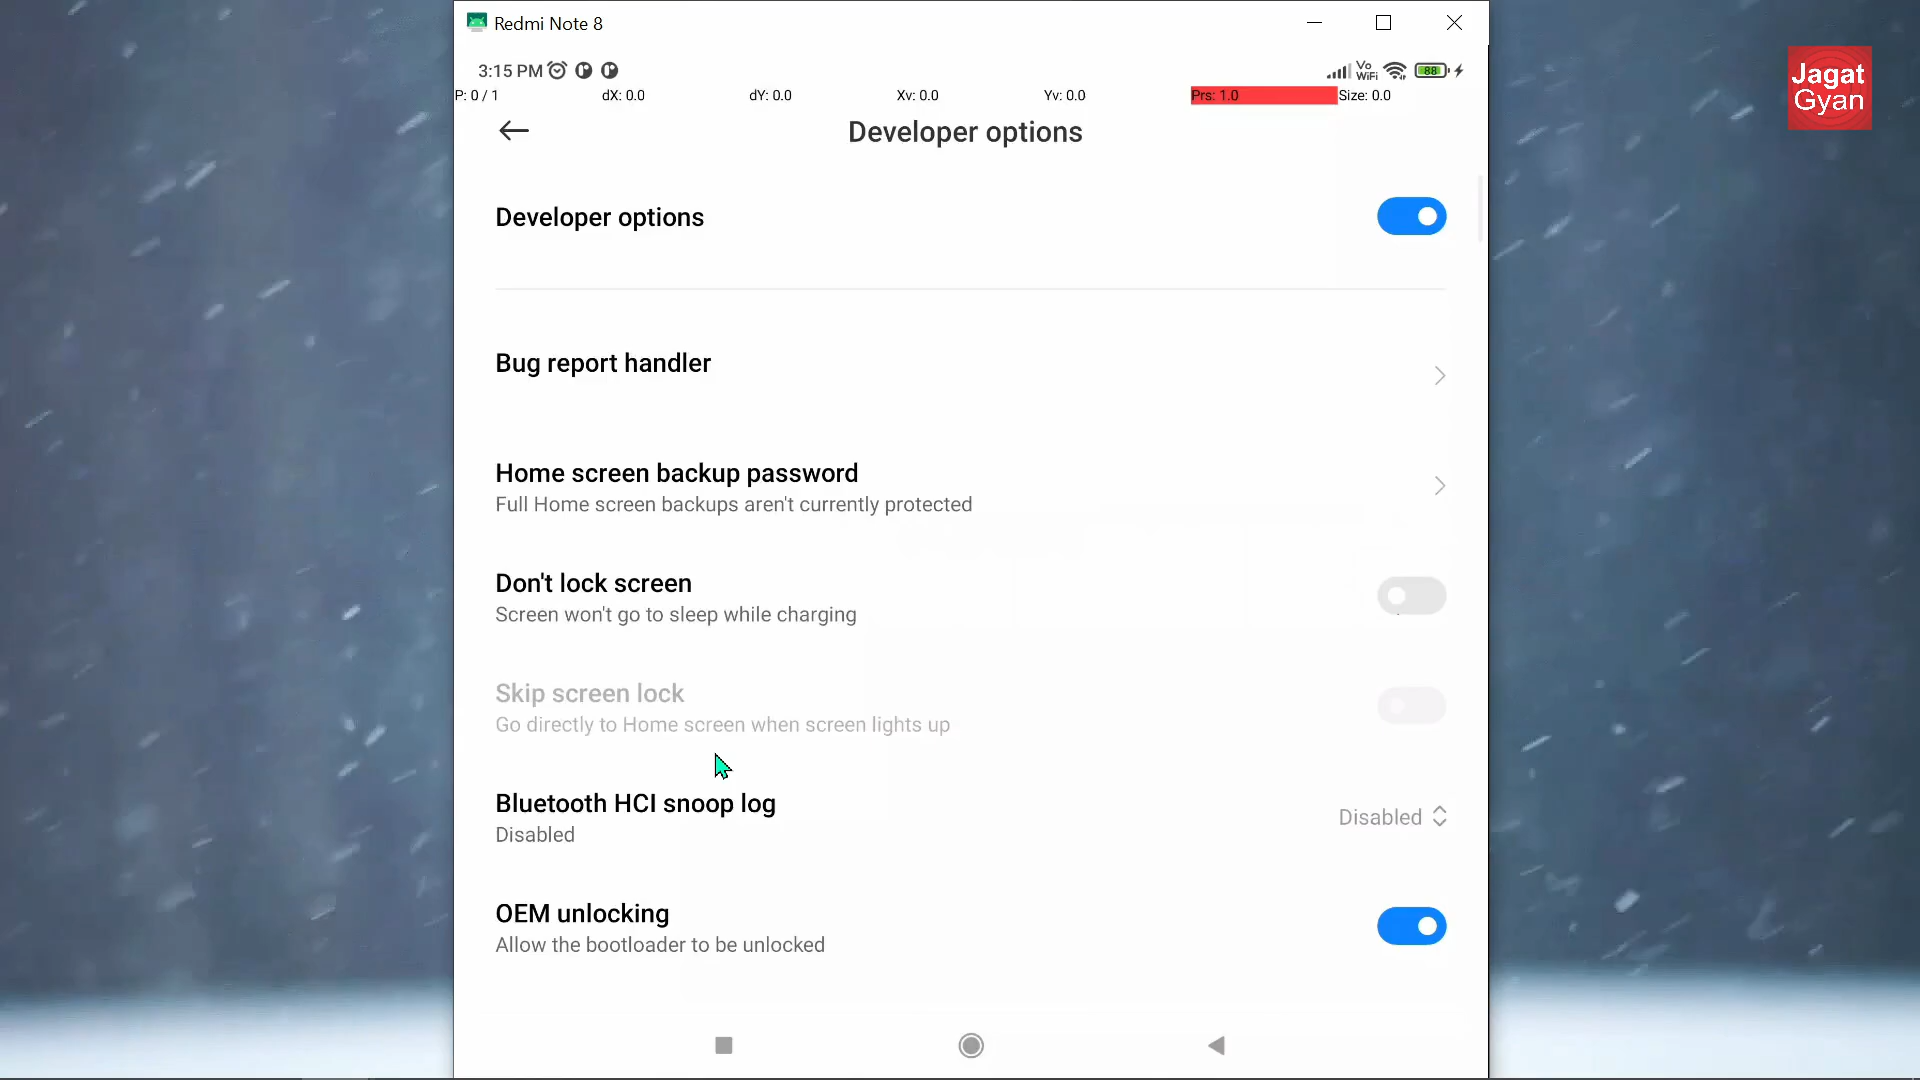 Redmi Note 8
Jagat
Gyan
3:15 PM
Vo
WiFi
88
P: 0 / 1 dX: 0.0 dY: 0.0 Xv: 0.0 Yv: 0.0 Prs: 1.0 Size: 0.0
Developer options
Developer options
Bug report handler
Home screen backup password
Full Home screen backups aren't currently protected
Don't lock screen
Screen won't go to sleep while charging
Skip screen lock
Go directly to Home screen when screen lights up
Bluetooth HCI snoop log
Disabled
Disabled
OEM unlocking
Allow the bootloader to be unlocked